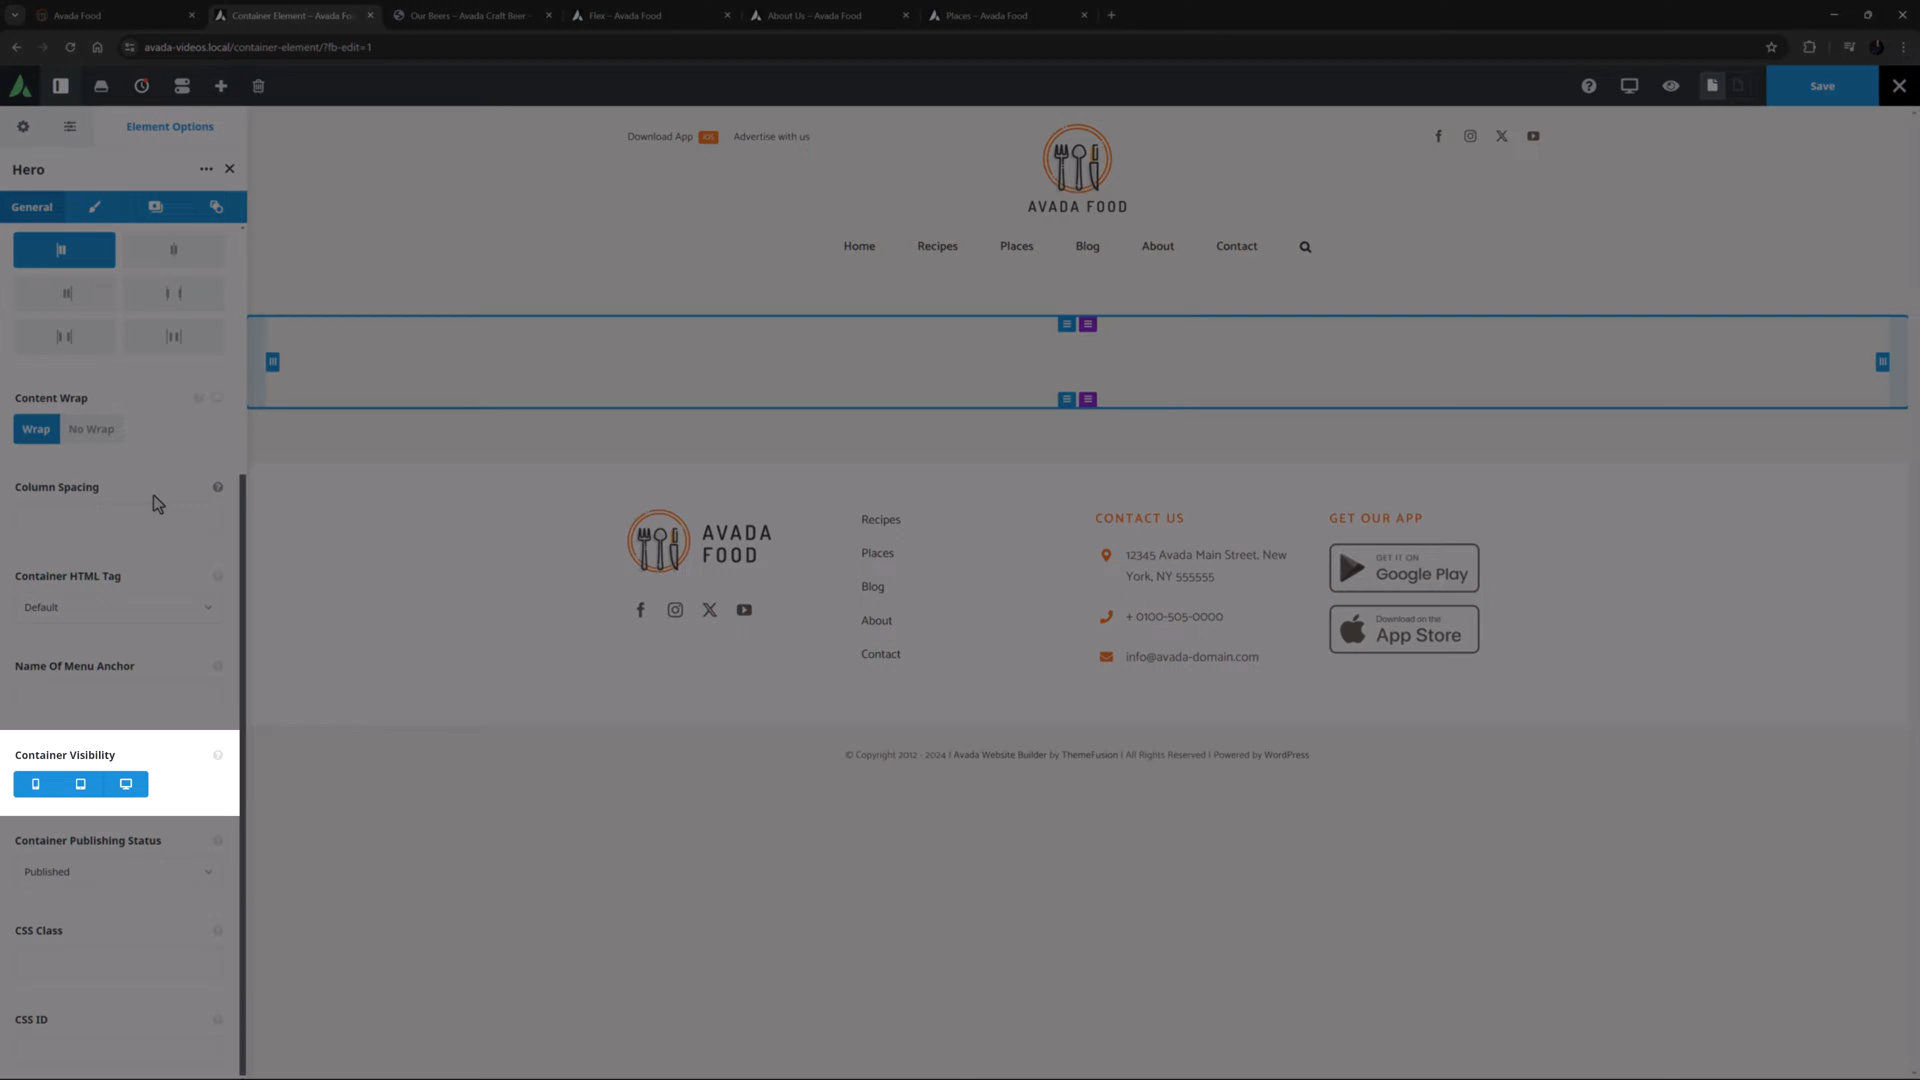 Avada Food
Container Element – Avada Fo
Our Beers – Avada Craft Beer –
Flex – Avada Food
About Us – Avada Food
Places – Avada Food
avada-videos.local/container-element/?fb-edit=1
Save
Element Options
Hero
General
Content Wrap
Wrap
No Wrap
Column Spacing
Container HTML Tag
Default
Name Of Menu Anchor
Container Visibility
Container Publishing Status
Published
CSS Class
CSS ID
Download App iOS Advertise with us
AVADA FOOD
Home Recipes Places Blog About Contact
AVADA
FOOD
Recipes
Places
Blog
About
Contact
CONTACT US
12345 Avada Main Street, New
York, NY 555555
+ 0100-505-0000
info@avada-domain.com
GET OUR APP
GET IT ON
Google Play
Download on the
App Store
© Copyright 2012 - 2024 | Avada Website Builder by ThemeFusion | All Rights Reserved | Powered by WordPress